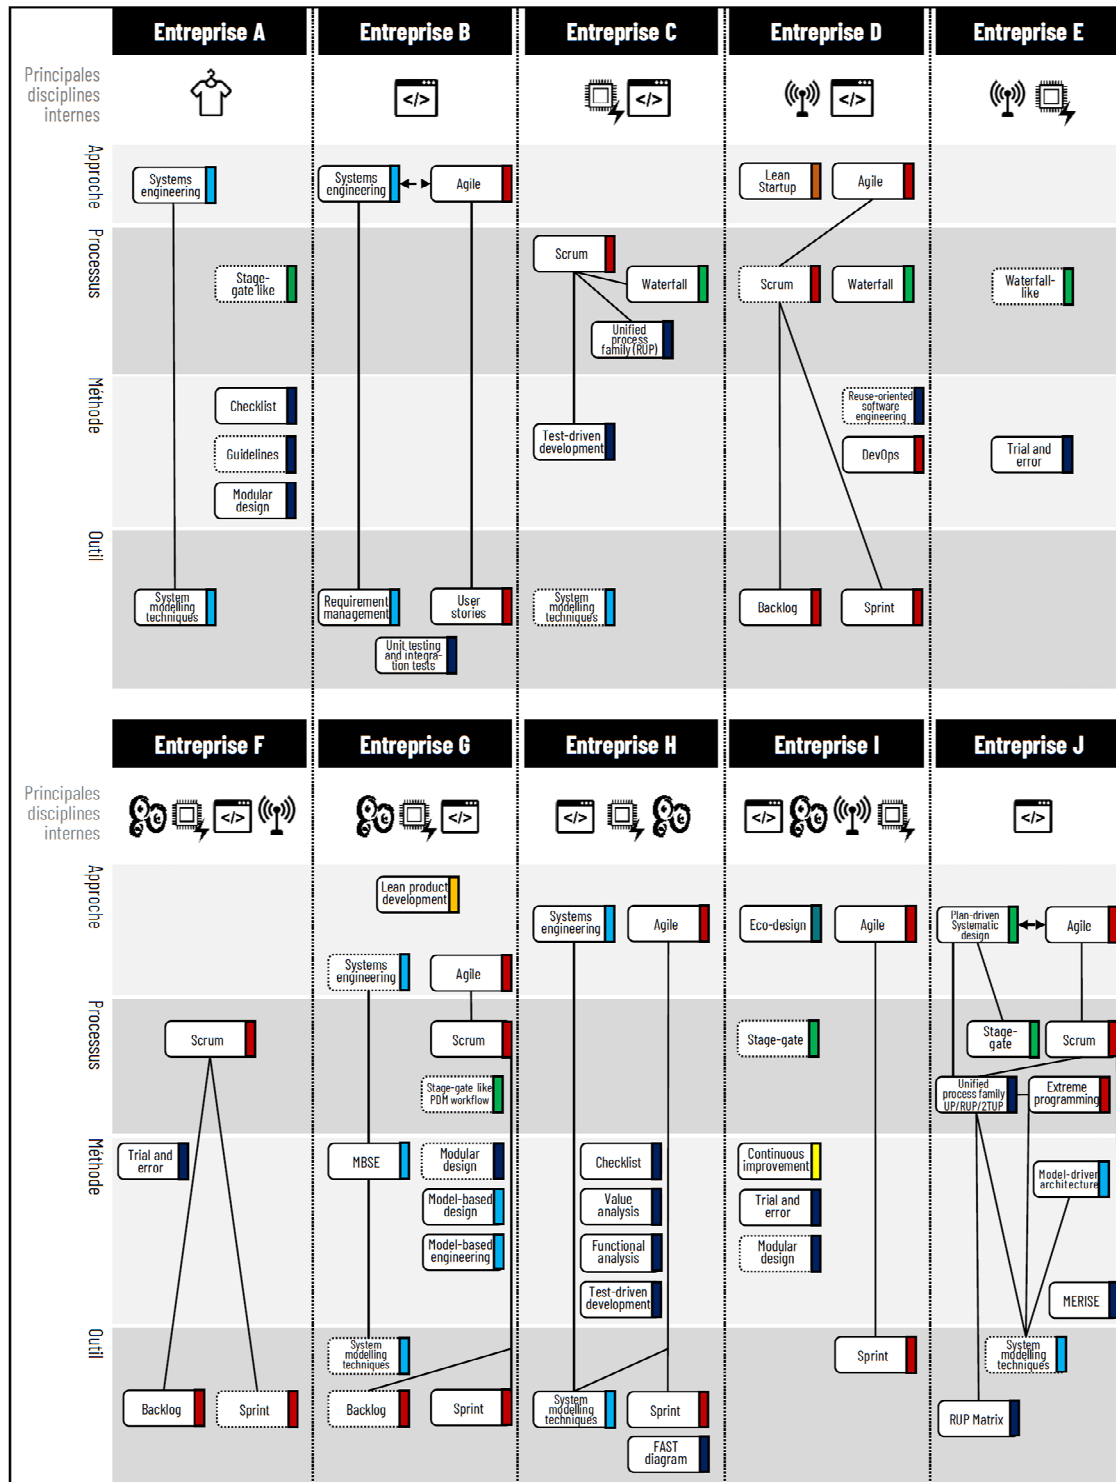 Entreprise A
Entreprise B
Entreprise C
Entreprise D
Entreprise E
Principales
disciplines
internes
</>
</>
</>
Approche
Systems
engineering
Systems
engineering
Agile
Lean
Startup
Agile
Processus
Stage-
gate like
Scrum
Waterfall
Unified
process
family (RUP)
Scrum
Waterfall
Waterfall-
like
Méthode
Checklist
Guidelines
Modular
design
Test-driven
development
Reuse-oriented
software
engineering
DevOps
Trial and
error
Outil
System
modelling
techniques
Requirement
management
User
stories
Unit testing
and integra-
tion tests
System
modelling
techniques
Backlog
Sprint
Entreprise F
Entreprise G
Entreprise H
Entreprise I
Entreprise J
Principales
disciplines
internes
</>
</>
</>
</>
</>
Approche
Lean product
development
Systems
engineering
Agile
Systems
engineering
Agile
Eco-design
Agile
Plan-driven
Systematic
design
Agile
Processus
Scrum
Scrum
Stage-gate like
PDM workflow
Stage-gate
Stage-
gate
Scrum
Unified
process family
UP/RUP/2TUP
Extreme
programming
Méthode
Trial and
error
MBSE
Modular
design
Model-based
design
Model-based
engineering
Checklist
Value
analysis
Functional
analysis
Test-driven
development
Continuous
improvement
Trial and
error
Modular
design
Model-driven
architecture
MERISE
Outil
Backlog
Sprint
System
modelling
techniques
Backlog
Sprint
System
modelling
techniques
Sprint
FAST
diagram
Sprint
System
modelling
techniques
RUP Matrix